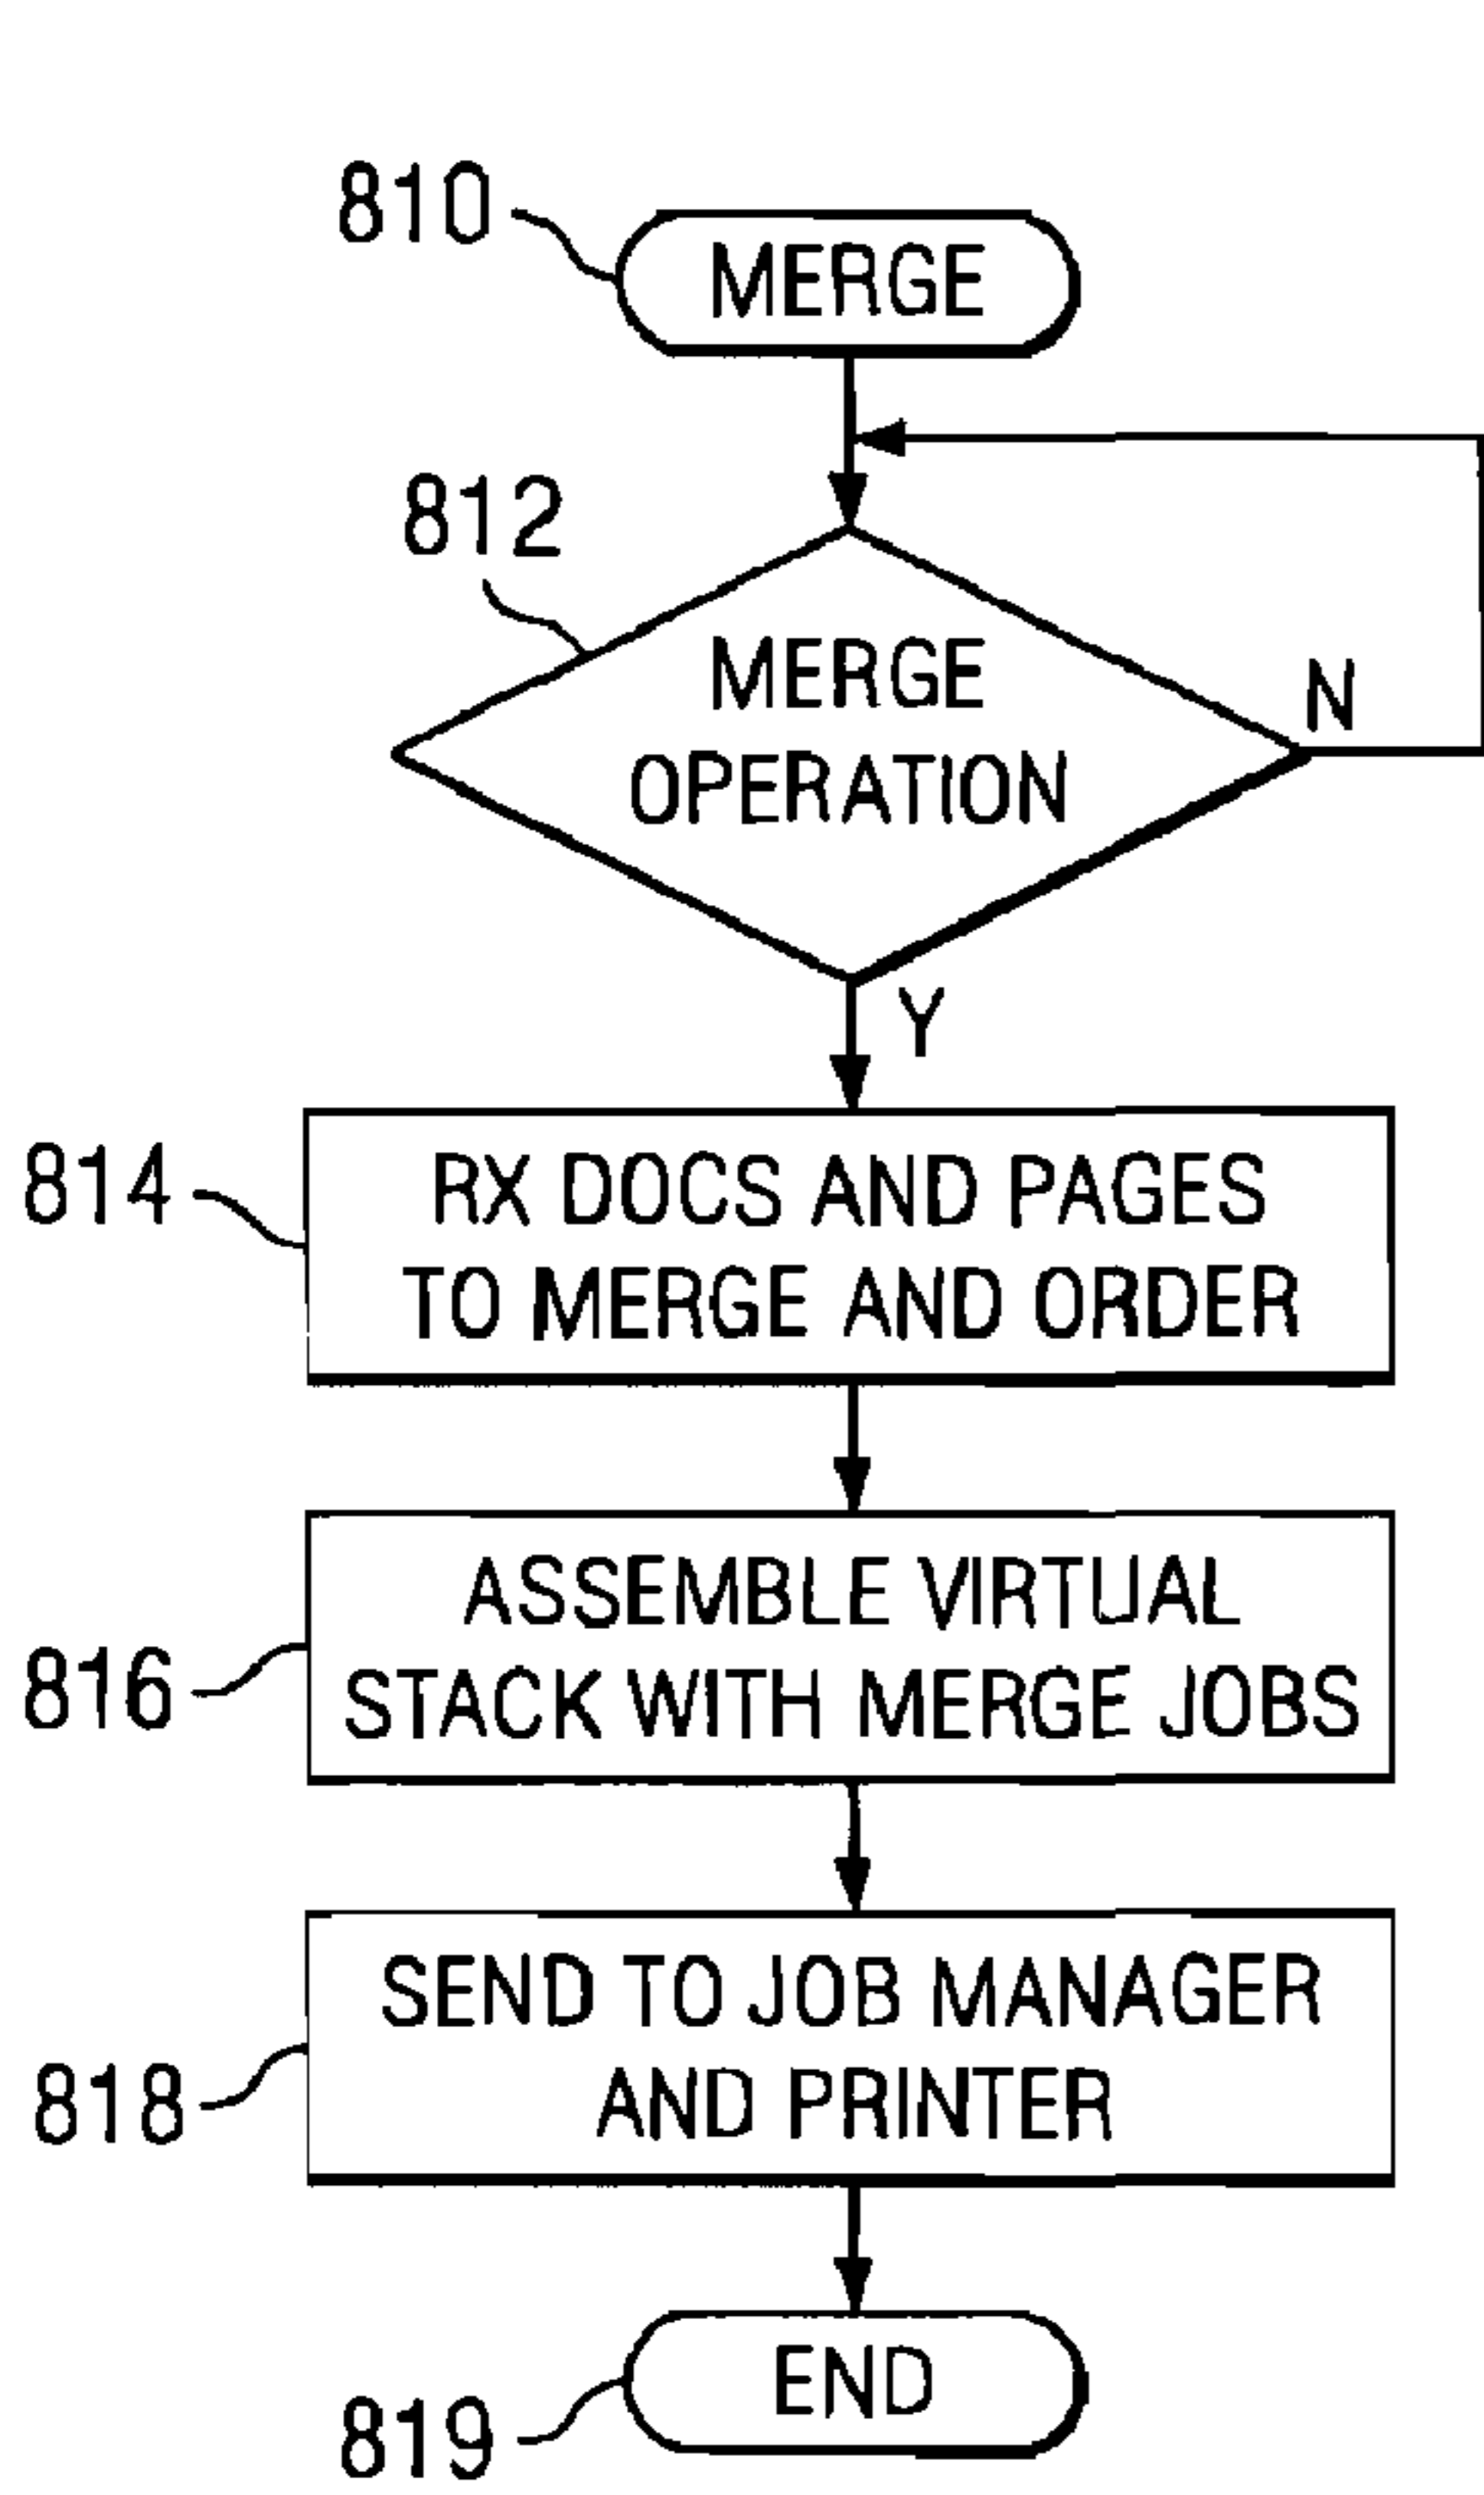 810
MERGE
812
MERGE
OPERATION
N
Y
814
RX DOCS AND PAGES
TO MERGE AND ORDER
816
ASSEMBLE VIRTUAL
STACK WITH MERGE JOBS
818
SEND TO JOB MANAGER
AND PRINTER
819
END